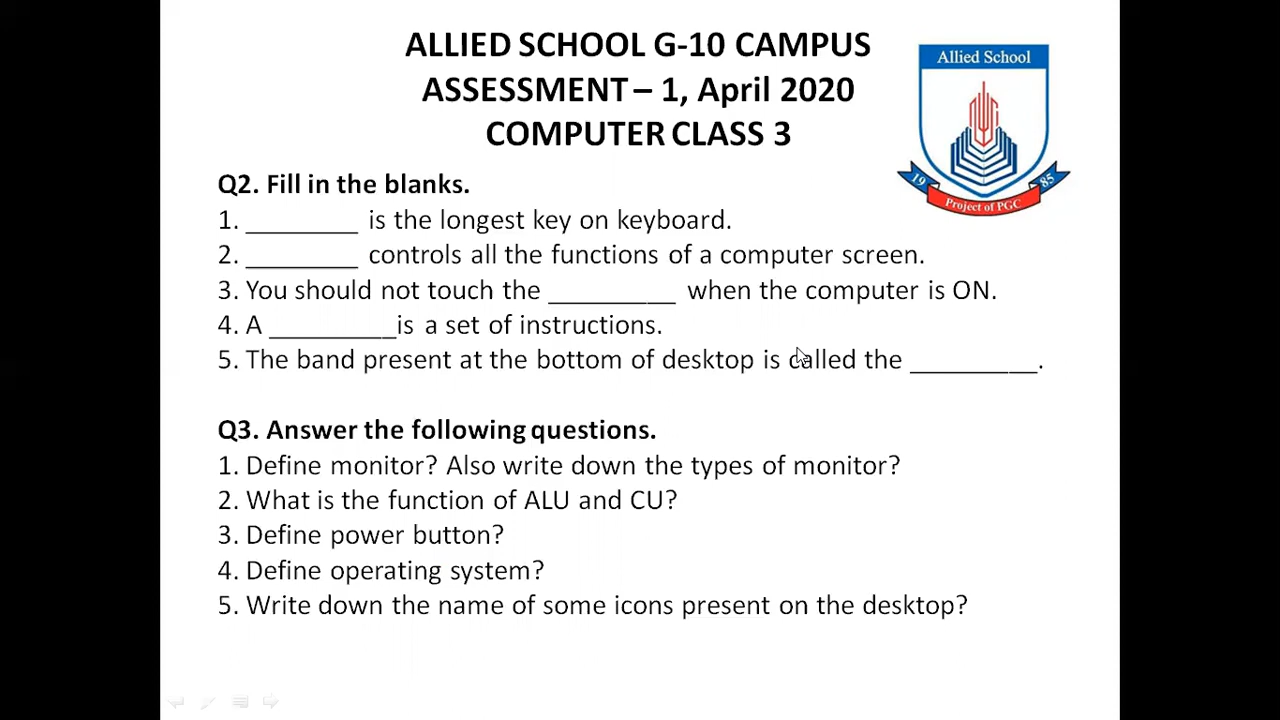 ALLIED SCHOOL G-10 CAMPUS
ASSESSMENT – 1, April 2020
COMPUTER CLASS 3
Allied School
19 85
Project of PGC
Q2. Fill in the blanks.
1. ________ is the longest key on keyboard.
2. ________ controls all the functions of a computer screen.
3. You should not touch the _________ when the computer is ON.
4. A _________is a set of instructions.
5. The band present at the bottom of desktop is called the _________.
Q3. Answer the following questions.
1. Define monitor? Also write down the types of monitor?
2. What is the function of ALU and CU?
3. Define power button?
4. Define operating system?
5. Write down the name of some icons present on the desktop?